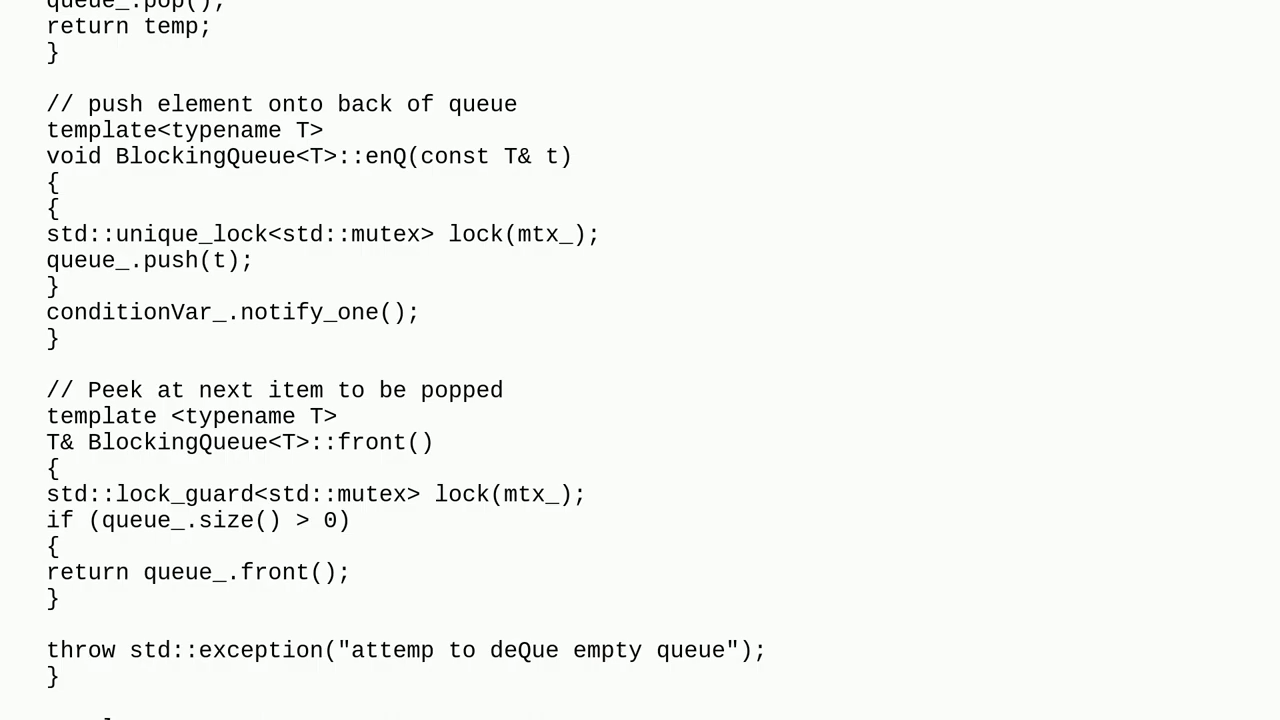 queue_.pop();
return temp;
}
// push element onto back of queue
template<typename T>
void BlockingQueue<T>::enQ(const T& t)
{
{
std::unique_lock<std::mutex> lock(mtx_);
queue_.push(t);
}
conditionVar_.notify_one();
}
// Peek at next item to be popped
template <typename T>
T& BlockingQueue<T>::front()
{
std::lock_guard<std::mutex> lock(mtx_);
if (queue_.size() > 0)
{
return queue_.front();
}
throw std::exception("attemp to deQue empty queue");
}